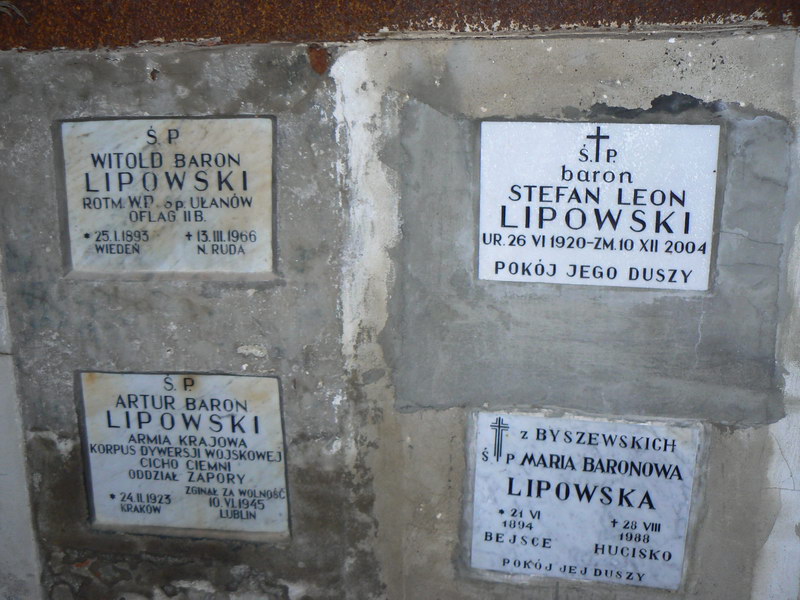 Ś. P.
WITOLD BARON
LIPOWSKI
ROTM. W.P. 8 p. UŁANÓW
OFLAG II B.
* 25.I.1893 + 13.III.1966
WIEDEŃ N. RUDA
Ś. P.
ARTUR BARON
LIPOWSKI
ARMIA KRAJOWA
KORPUS DYWERSJI WOJSKOWEJ
CICHO CIEMNI
ODDZIAŁ ZAPORY
ZGINĄŁ ZA WOLNOŚĆ
* 24.II.1923 10.VI.1945
KRAKÓW LUBLIN
Ś. P.
baron
STEFAN LEON
LIPOWSKI
UR. 26 VI 1920-ZM. 10 XII 2004
POKÓJ JEGO DUSZY
z BYSZEWSKICH
Ś P MARIA BARONOWA
LIPOWSKA
* 21 VI + 28 VIII
1894 1988
BEJSCE HUCISKO
POKÓJ JEJ DUSZY